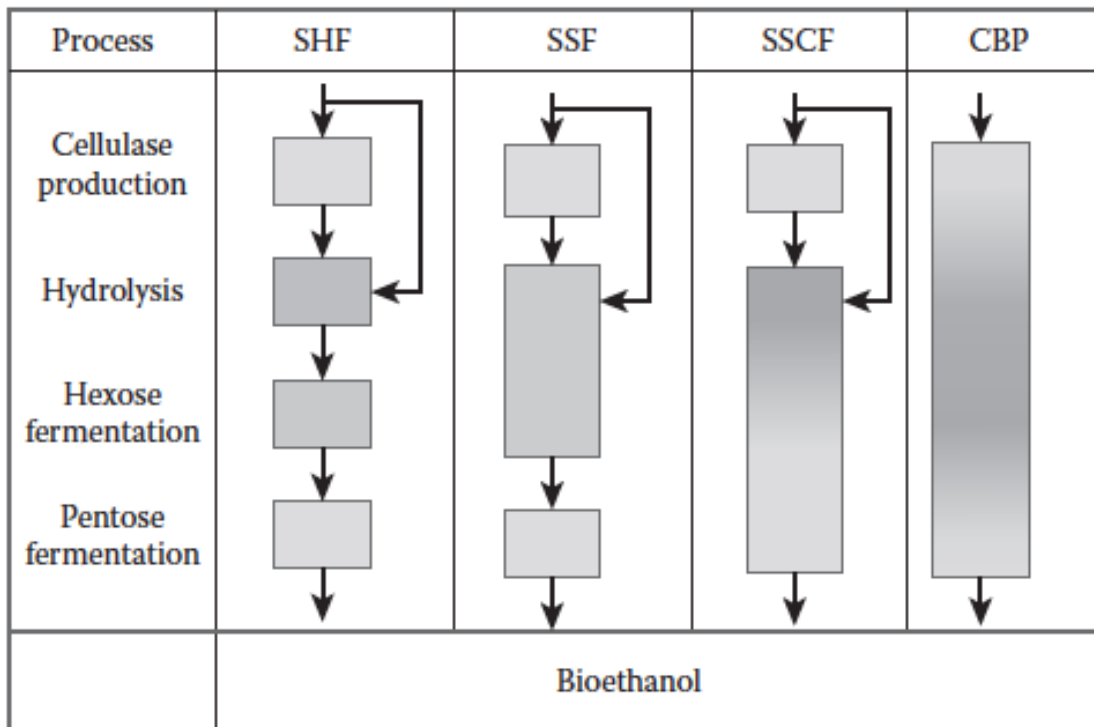 Process SHF SSF SSCF CBP
Cellulase
production
Hydrolysis
Hexose
fermentation
Pentose
fermentation
Bioethanol